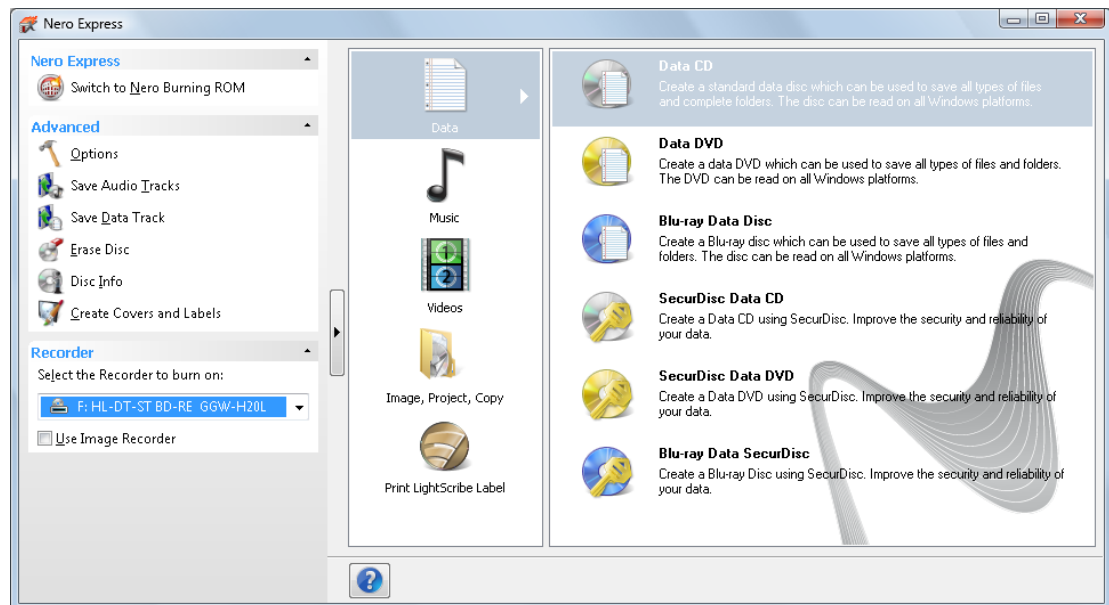 Nero Express
Nero Express
Switch to Nero Burning ROM
Advanced
Options
Save Audio Tracks
Save Data Track
Erase Disc
Disc Info
Create Covers and Labels
Recorder
Select the Recorder to burn on:
F: HL-DT-ST BD-RE GGW-H20L
Use Image Recorder
Data
Music
Videos
Image, Project, Copy
Print LightScribe Label
Data CD
Create a standard data disc which can be used to save all types of files
and complete folders. The disc can be read on all Windows platforms.
Data DVD
Create a data DVD which can be used to save all types of files and folders.
The DVD can be read on all Windows platforms.
Blu-ray Data Disc
Create a Blu-ray disc which can be used to save all types of files and
folders. The disc can be read on all Windows platforms.
SecurDisc Data CD
Create a Data CD using SecurDisc. Improve the security and reliability of
your data.
SecurDisc Data DVD
Create a Data DVD using SecurDisc. Improve the security and reliability of
your data.
Blu-ray Data SecurDisc
Create a Blu-ray Disc using SecurDisc. Improve the security and reliability of
your data.